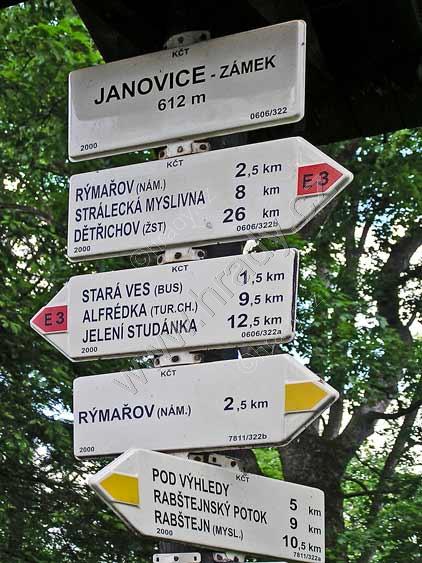 KČT
JANOVICE - ZÁMEK
612 m
2000 0606/322
KČT
RÝMAŘOV (NÁM.) 2,5 km
STRÁLECKÁ MYSLIVNA 8 km
DĚTŘICHOV (ŽST) 26 km
E3
2000 0606/322b
KČT
STARÁ VES (BUS) 1,5 km
ALFRÉDKA (TUR.CH.) 9,5 km
JELENÍ STUDÁNKA 12,5 km
E3
2000 0606/322a
KČT
RÝMAŘOV (NÁM.) 2,5 km
2000 7811/322b
KČT
POD VÝHLEDY 5 km
RABŠTEJNSKÝ POTOK 9 km
RABŠTEJN (MYSL.) 10,5 km
2000 7811/322a
KČT